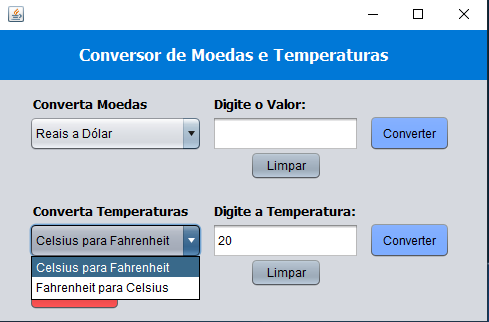 Conversor de Moedas e Temperaturas
Converta Moedas
Digite o Valor:
Reais a Dólar
Converter
Limpar
Converta Temperaturas
Digite a Temperatura:
Celsius para Fahrenheit
20
Converter
Celsius para Fahrenheit
Limpar
Fahrenheit para Celsius